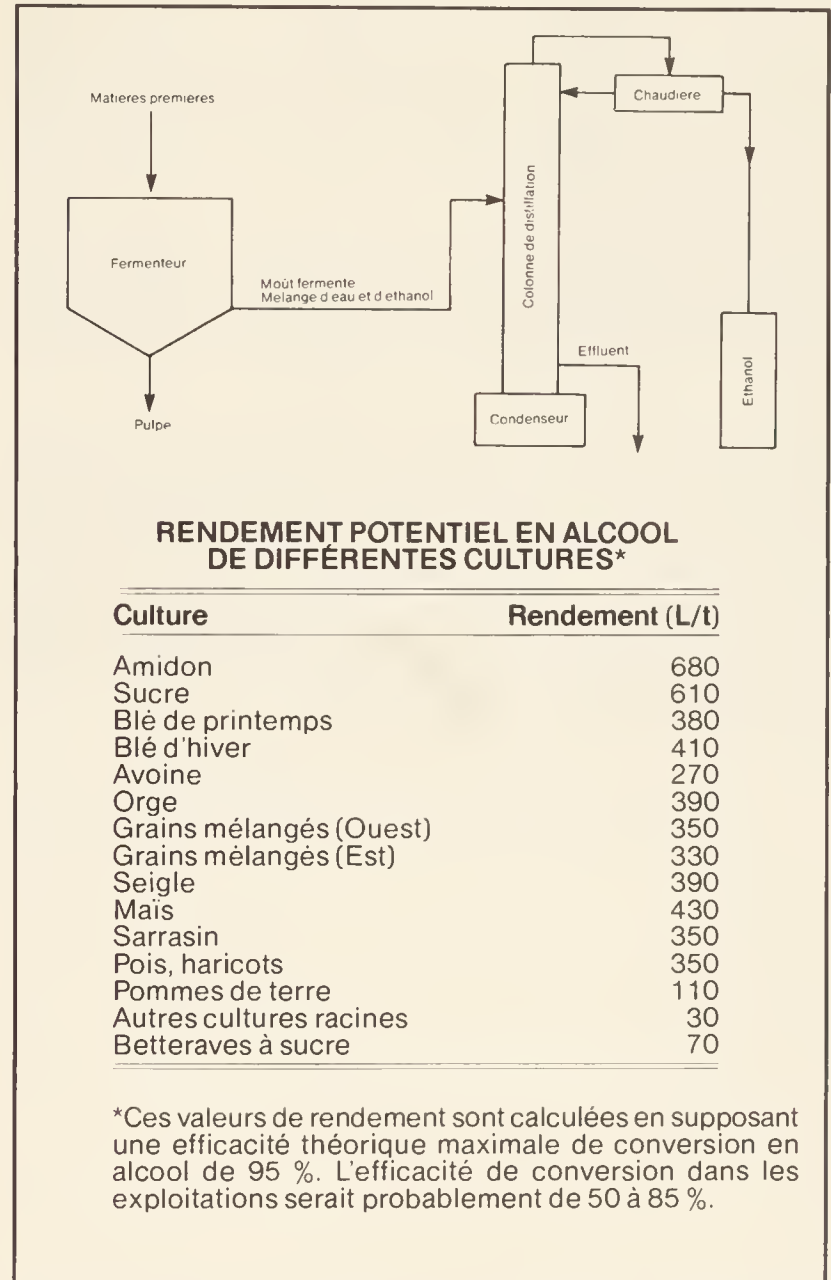 Matieres premieres
Fermenteur
Pulpe
Moût fermente
Melange d eau et d ethanol
Colonne de distillation
Condenseur
Effluent
Chaudiere
Ethanol
RENDEMENT POTENTIEL EN ALCOOL
DE DIFFÉRENTES CULTURES*
Culture Rendement (L/t)
Amidon 680
Sucre 610
Blé de printemps 380
Blé d'hiver 410
Avoine 270
Orge 390
Grains mélangés (Ouest) 350
Grains mélangés (Est) 330
Seigle 390
Maïs 430
Sarrasin 350
Pois, haricots 350
Pommes de terre 110
Autres cultures racines 30
Betteraves à sucre 70
*Ces valeurs de rendement sont calculées en supposant
une efficacité théorique maximale de conversion en
alcool de 95 %. L'efficacité de conversion dans les
exploitations serait probablement de 50 à 85 %.